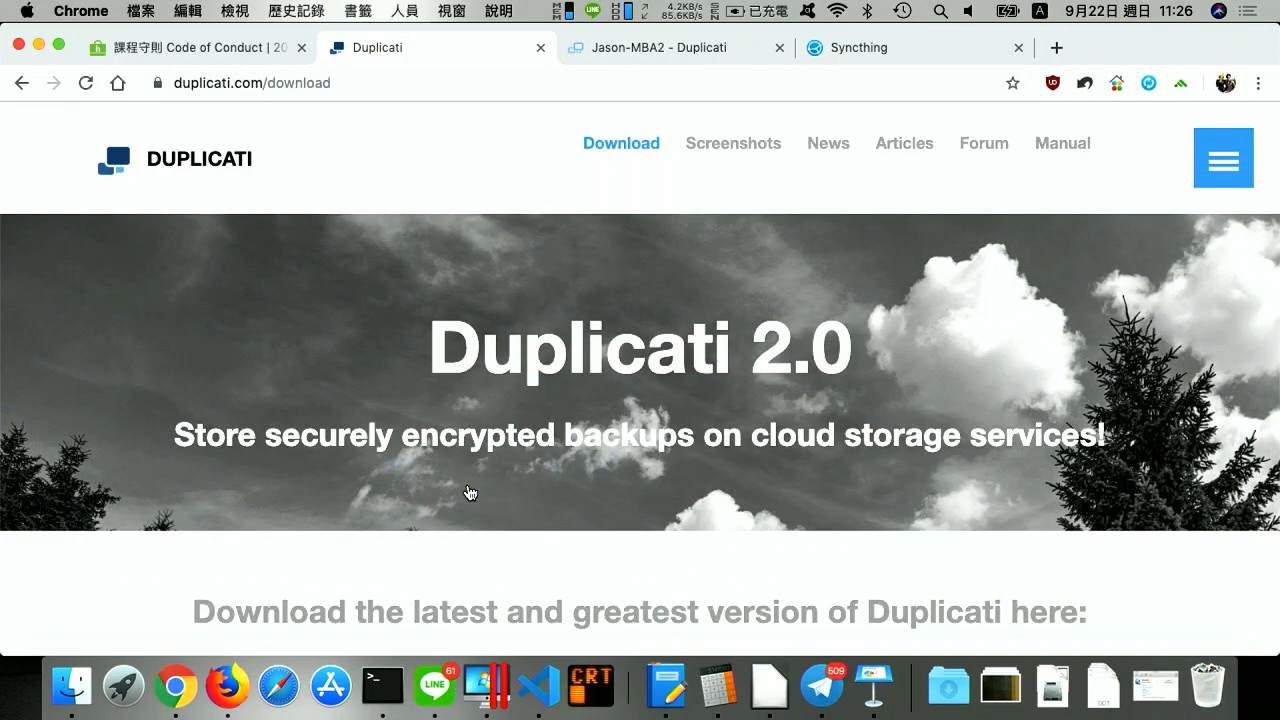 Chrome 檔案 編輯 檢視 歷史記錄 書籤 人員 視窗 說明 4.2KB/s 85.6KB/s 已充電 A 9月22日 週日 11:26
課程守則 Code of Conduct | 20
Duplicati
Jason-MBA2 - Duplicati
Syncthing
duplicati.com/download
DUPLICATI
Download Screenshots News Articles Forum Manual
Duplicati 2.0
Store securely encrypted backups on cloud storage services!
Download the latest and greatest version of Duplicati here:
LINE 61
CRT
509